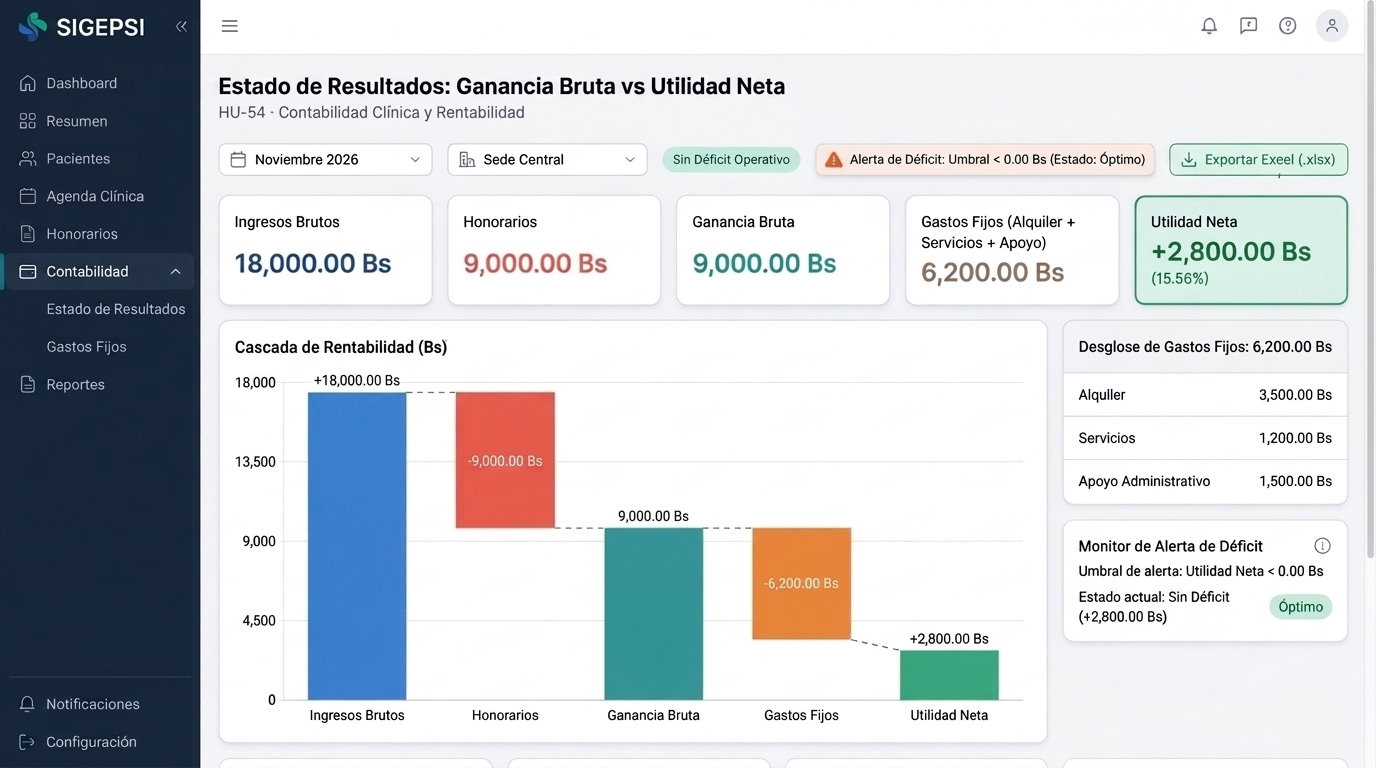 SIGEPSI
Dashboard
Resumen
Pacientes
Agenda Clínica
Honorarios
Contabilidad
Estado de Resultados
Gastos Fijos
Reportes
Notificaciones
Configuración
Estado de Resultados: Ganancia Bruta vs Utilidad Neta
HU-54 · Contabilidad Clínica y Rentabilidad
Noviembre 2026
Sede Central
Sin Déficit Operativo
Alerta de Déficit: Umbral < 0.00 Bs (Estado: Óptimo)
Exportar Exeel (.xlsx)
Ingresos Brutos
18,000.00 Bs
Honorarios
9,000.00 Bs
Ganancia Bruta
9,000.00 Bs
Gastos Fijos (Alquiler +
Servicios + Apoyo)
6,200.00 Bs
Utilidad Neta
+2,800.00 Bs
(15.56%)
Cascada de Rentabilidad (Bs)
18,000
13,500
9,000
4,500
0
+18,000.00 Bs
-9,000.00 Bs
9,000.00 Bs
-6,200.00 Bs
+2,800.00 Bs
Ingresos Brutos
Honorarios
Ganancia Bruta
Gastos Fijos
Utilidad Neta
Desglose de Gastos Fijos: 6,200.00 Bs
Alquller 3,500.00 Bs
Servicios 1,200.00 Bs
Apoyo Administrativo 1,500.00 Bs
Monitor de Alerta de Déficit
Umbral de alerta: Utilidad Neta < 0.00 Bs
Estado actual: Sin Déficit
(+2,800.00 Bs)
Óptimo